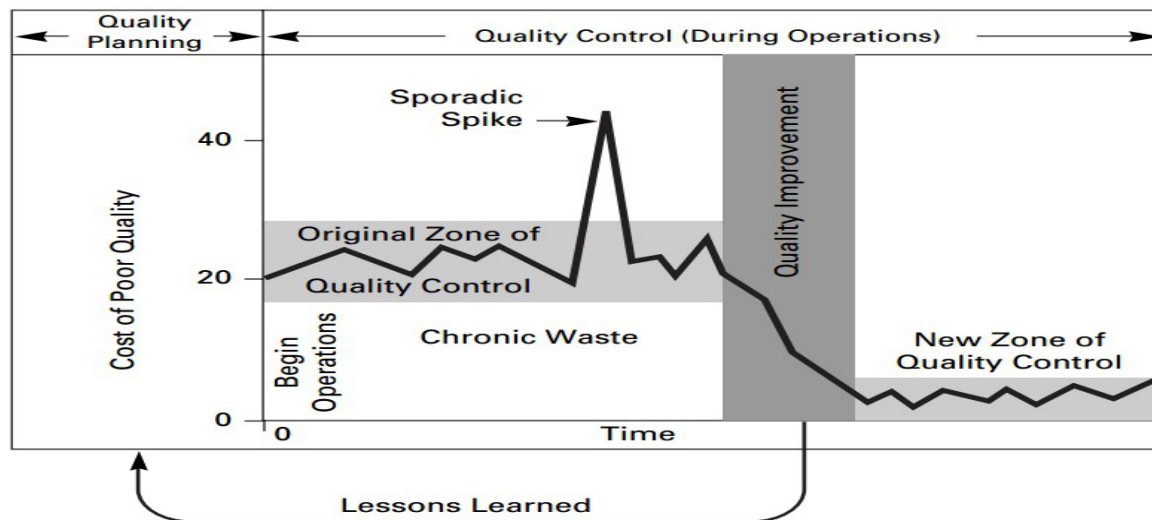 Quality
Planning
Quality Control (During Operations)
Sporadic
Spike
40
Original Zone of
20
Quality Control
Cost of Poor Quality
Begin
Operations
Chronic Waste
Quality Improvement
New Zone of
Quality Control
0
0
Time
Lessons Learned